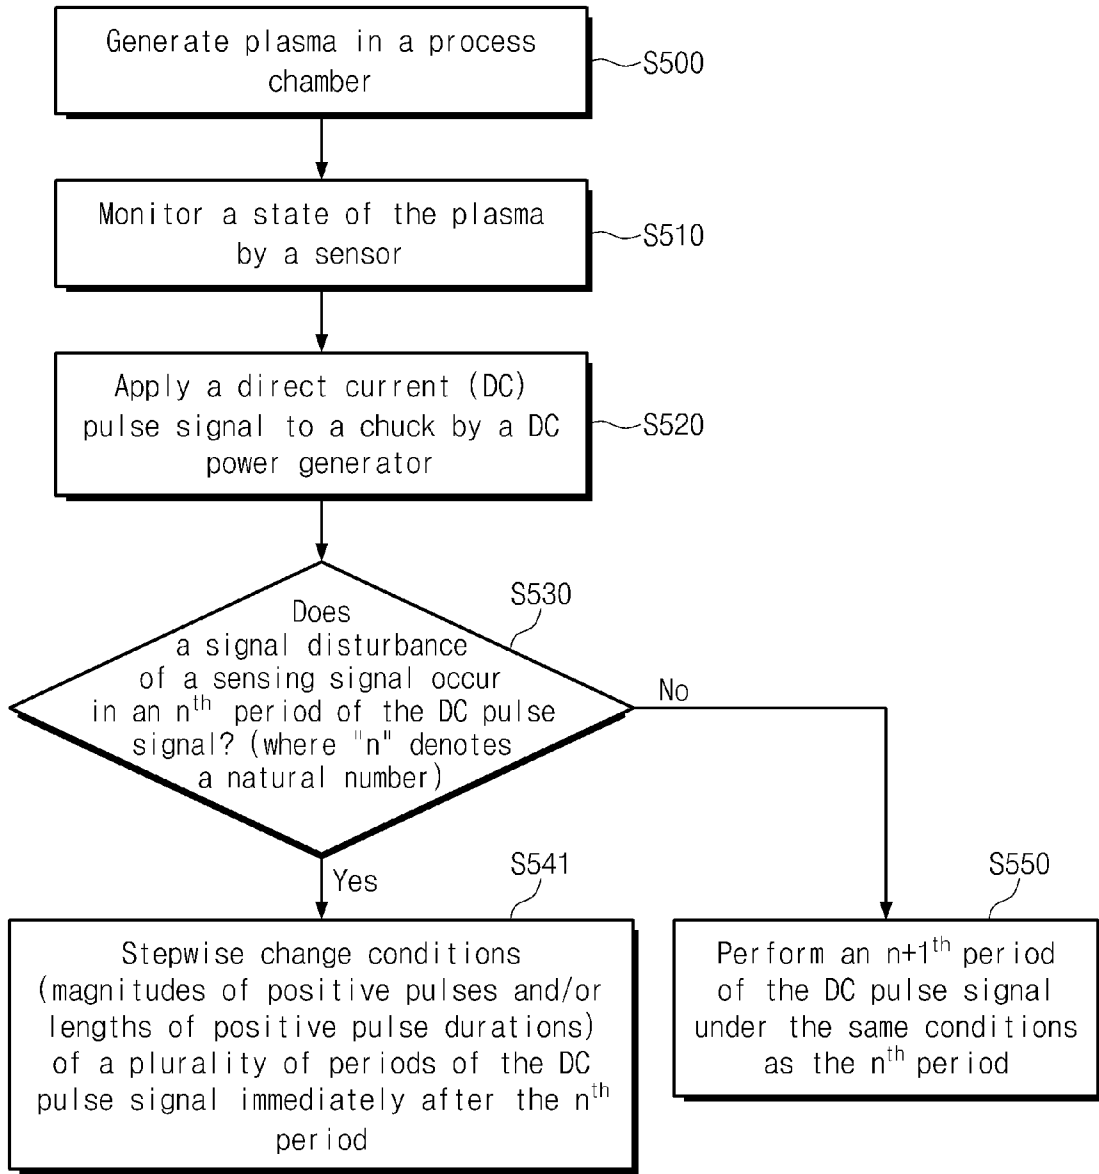 Generate plasma in a process
chamber
S500
Monitor a state of the plasma
by a sensor
S510
Apply a direct current (DC)
pulse signal to a chuck by a DC
power generator
S520
S530
Does
a signal disturbance
of a sensing signal occur
in an nth period of the DC pulse
signal? (where "n" denotes
a natural number)
No
Yes
S541
Stepwise change conditions
(magnitudes of positive pulses and/or
lengths of positive pulse durations)
of a plurality of periods of the DC
pulse signal immediately after the nth
period
S550
Perform an n+1th period
of the DC pulse signal
under the same conditions
as the nth period